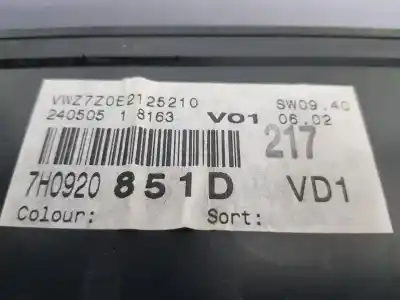 VWZ7Z0E2125210 SW09.40
240505 1 8163 V01 06.02
217
7H0920 851D VD1
Colour: Sort: